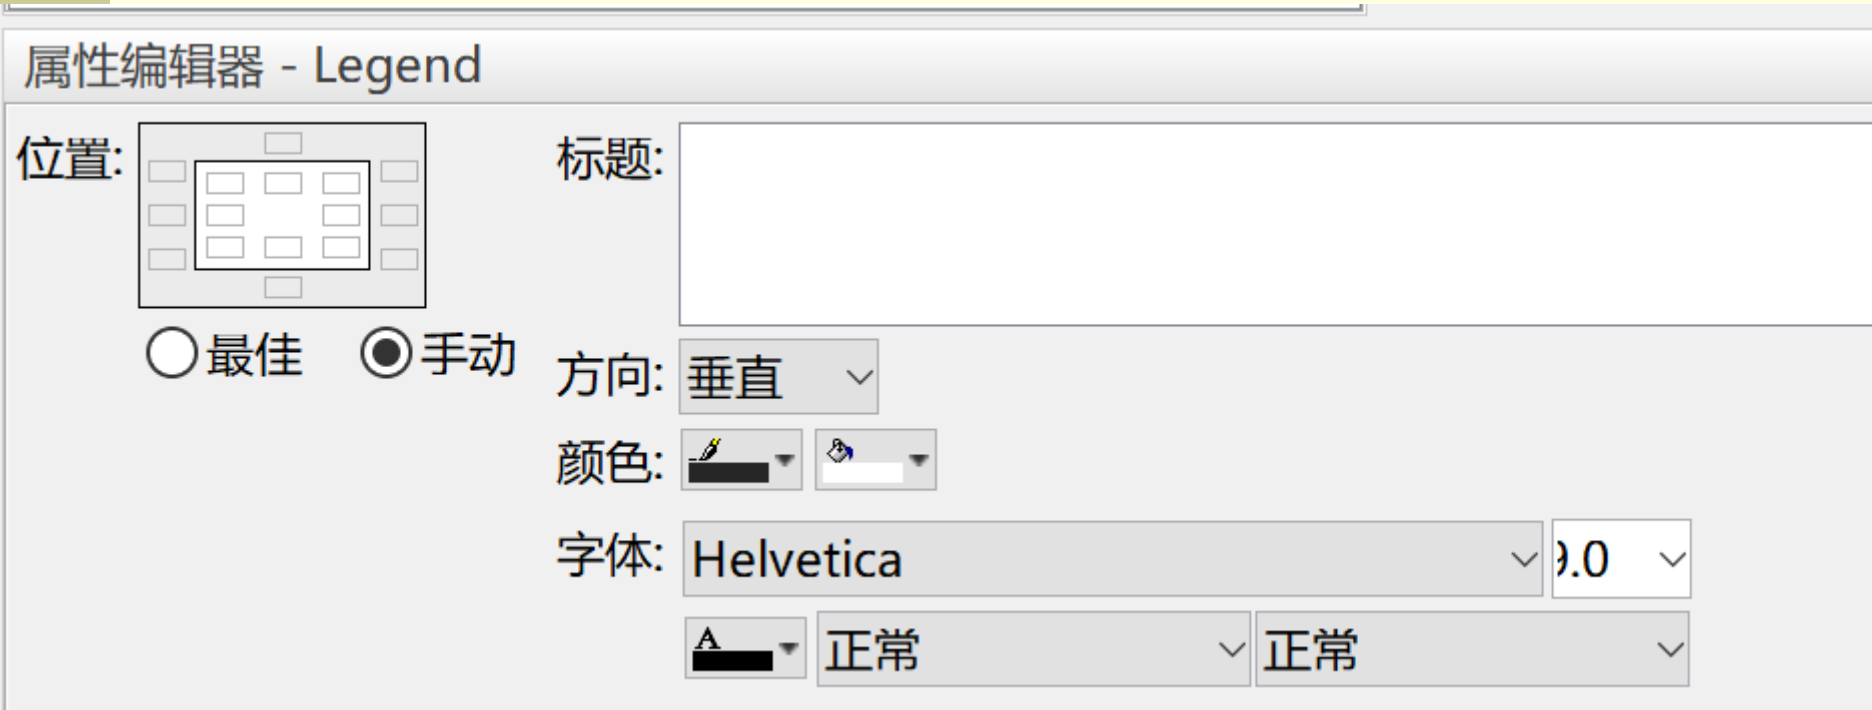 属性编辑器 - Legend
位置:
标题:
最佳 手动
方向: 垂直
颜色:
字体: Helvetica 9.0
A 正常 正常